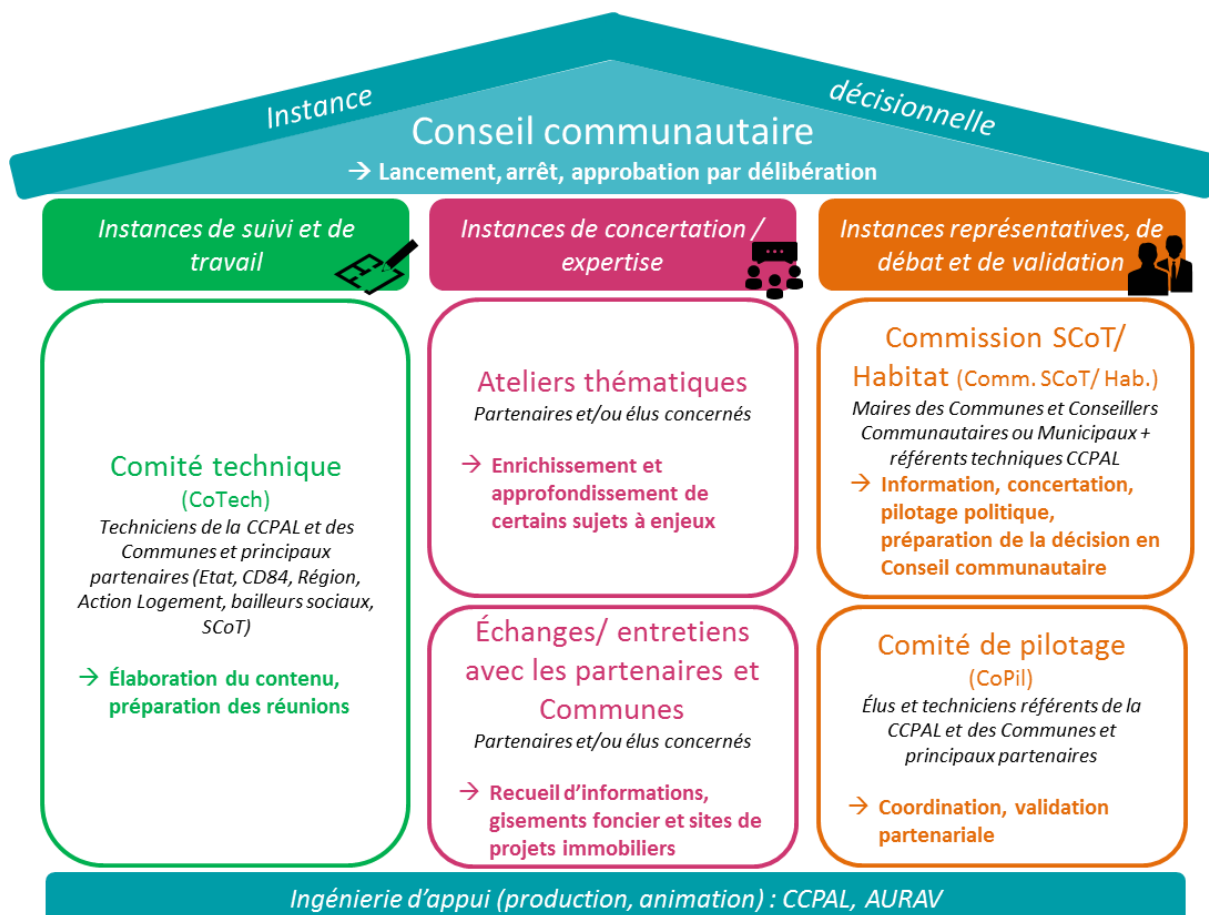 Instance décisionnelle
Conseil communautaire
→ Lancement, arrêt, approbation par délibération
Instances de suivi et de
travail
Comité technique
(CoTech)
Techniciens de la CCPAL et des
Communes et principaux
partenaires (Etat, CD84, Région,
Action Logement, bailleurs sociaux,
SCoT)
→ Élaboration du contenu,
préparation des réunions
Instances de concertation /
expertise
Ateliers thématiques
Partenaires et/ou élus concernés
→ Enrichissement et
approfondissement de
certains sujets à enjeux
Échanges/ entretiens
avec les partenaires et
Communes
Partenaires et/ou élus concernés
→ Recueil d’informations,
gisements foncier et sites de
projets immobiliers
Instances représentatives, de
débat et de validation
Commission SCoT/
Habitat (Comm. SCoT/ Hab.)
Maires des Communes et Conseillers
Communautaires ou Municipaux +
référents techniques CCPAL
→ Information, concertation,
pilotage politique,
préparation de la décision en
Conseil communautaire
Comité de pilotage
(CoPil)
Élus et techniciens référents de la
CCPAL et des Communes et
principaux partenaires
→ Coordination, validation
partenariale
Ingénierie d’appui (production, animation) : CCPAL, AURAV